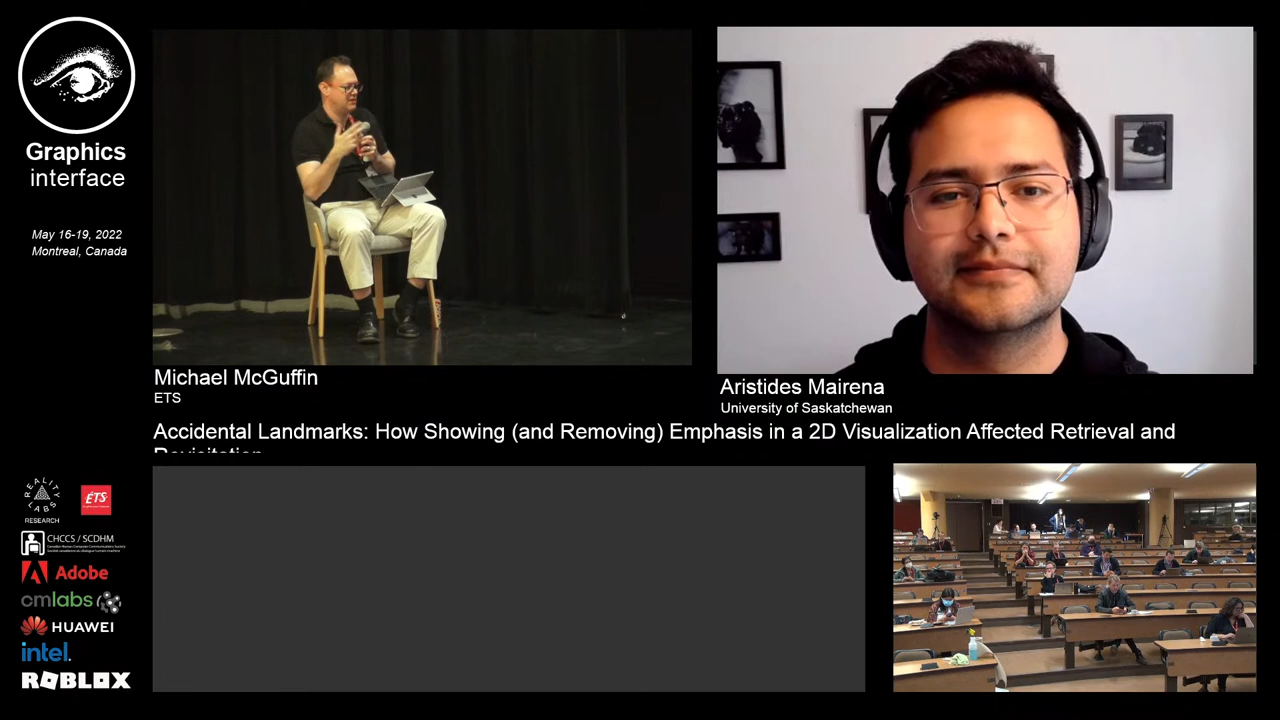 Graphics
interface
May 16-19, 2022
Montreal, Canada
Michael McGuffin
ETS
Aristides Mairena
University of Saskatchewan
Accidental Landmarks: How Showing (and Removing) Emphasis in a 2D Visualization Affected Retrieval and
REALITY LABS
RESEARCH
ÉTS
CHCCS / SCDHM
Adobe
cmlabs
HUAWEI
intel.
ROBLOX